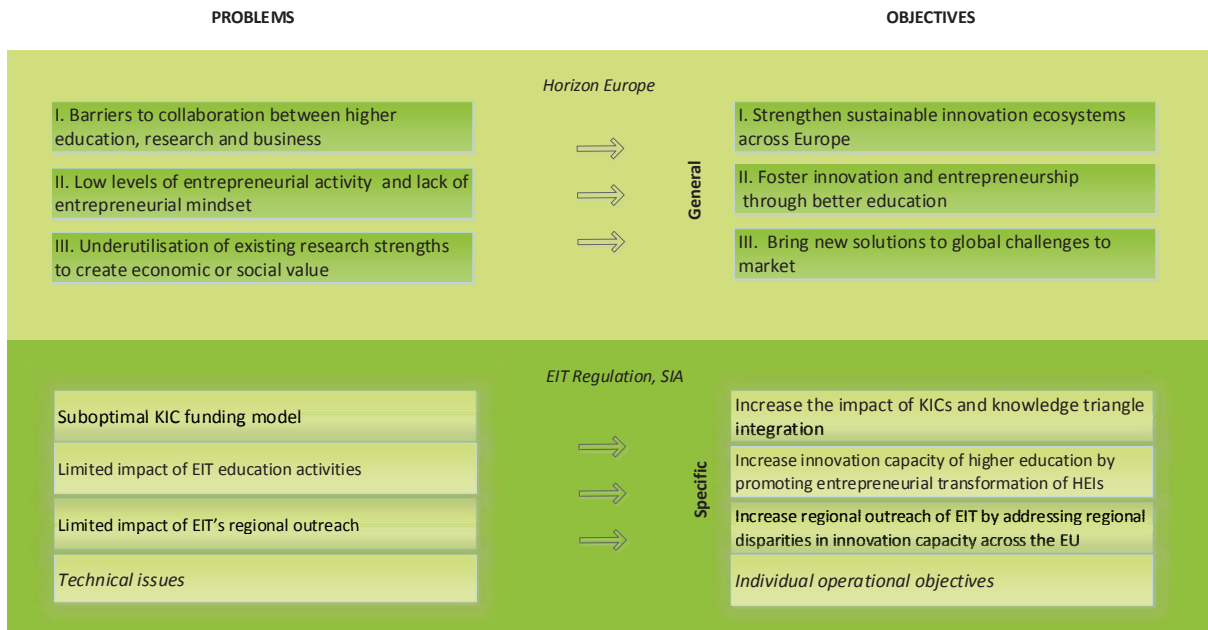 PROBLEMS
OBJECTIVES
Horizon Europe
I. Barriers to collaboration between higher
education, research and business
II. Low levels of entrepreneurial activity and lack of
entrepreneurial mindset
III. Underutilisation of existing research strengths
to create economic or social value
General
I. Strengthen sustainable innovation ecosystems
across Europe
II. Foster innovation and entrepreneurship
through better education
III. Bring new solutions to global challenges to
market
EIT Regulation, SIA
Suboptimal KIC funding model
Limited impact of EIT education activities
Limited impact of EIT’s regional outreach
Technical issues
Specific
Increase the impact of KICs and knowledge triangle
integration
Increase innovation capacity of higher education by
promoting entrepreneurial transformation of HEIs
Increase regional outreach of EIT by addressing regional
disparities in innovation capacity across the EU
Individual operational objectives